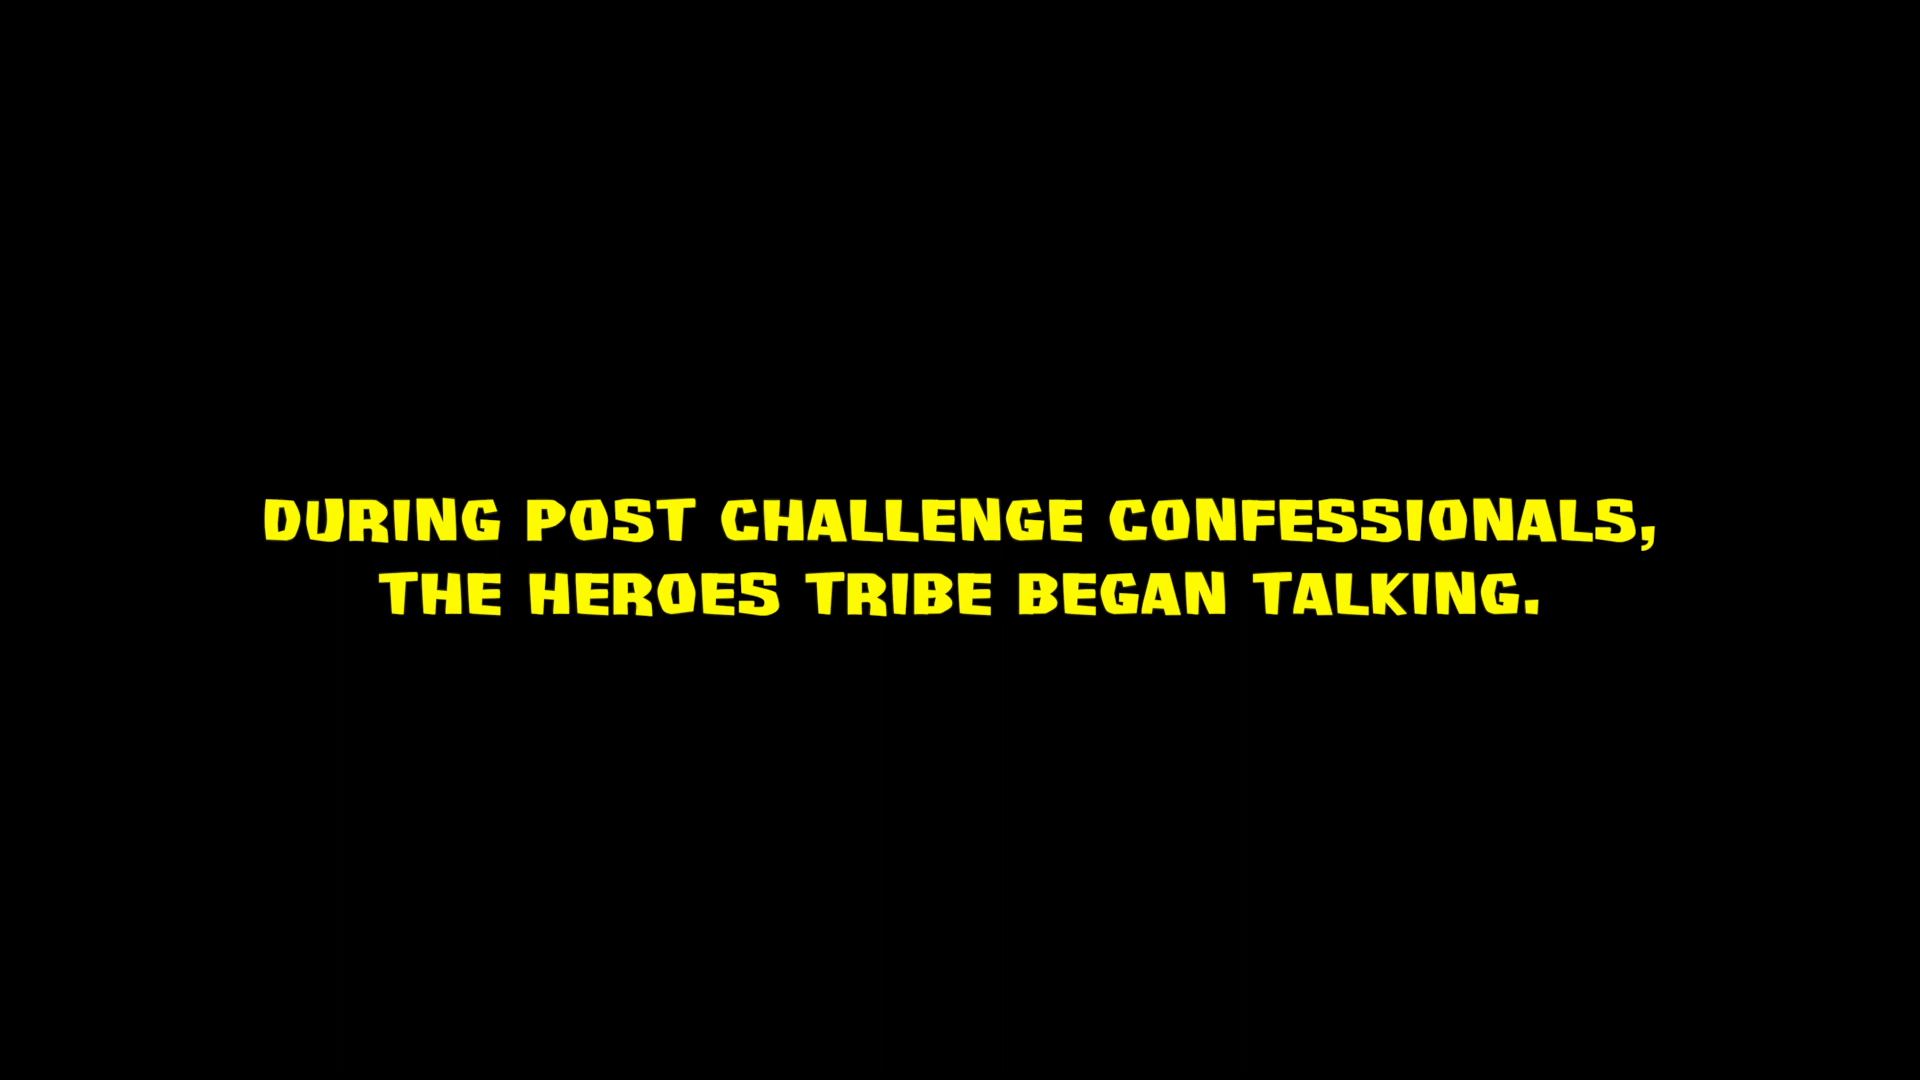 DURING POST CHALLENGE CONFESSIONALS,
THE HEROES TRIBE BEGAN TALKING.